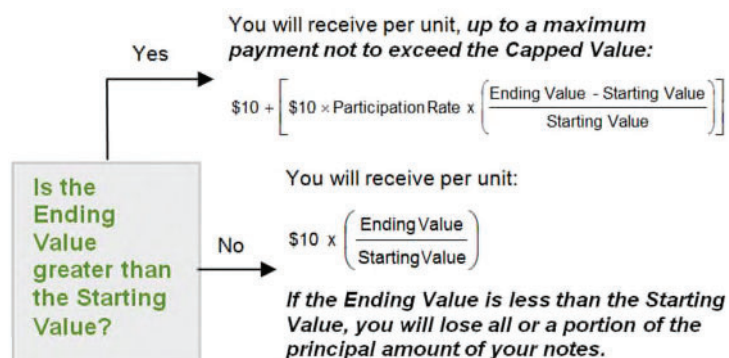 You will receive per unit, up to a maximum
payment not to exceed the Capped Value:
Yes
$10 + [ $10 × Participation Rate x ( Ending Value - Starting Value / Starting Value ) ]
Is the
Ending
Value
greater than
the Starting
Value?
No
You will receive per unit:
$10 x ( Ending Value / Starting Value )
If the Ending Value is less than the Starting
Value, you will lose all or a portion of the
principal amount of your notes.